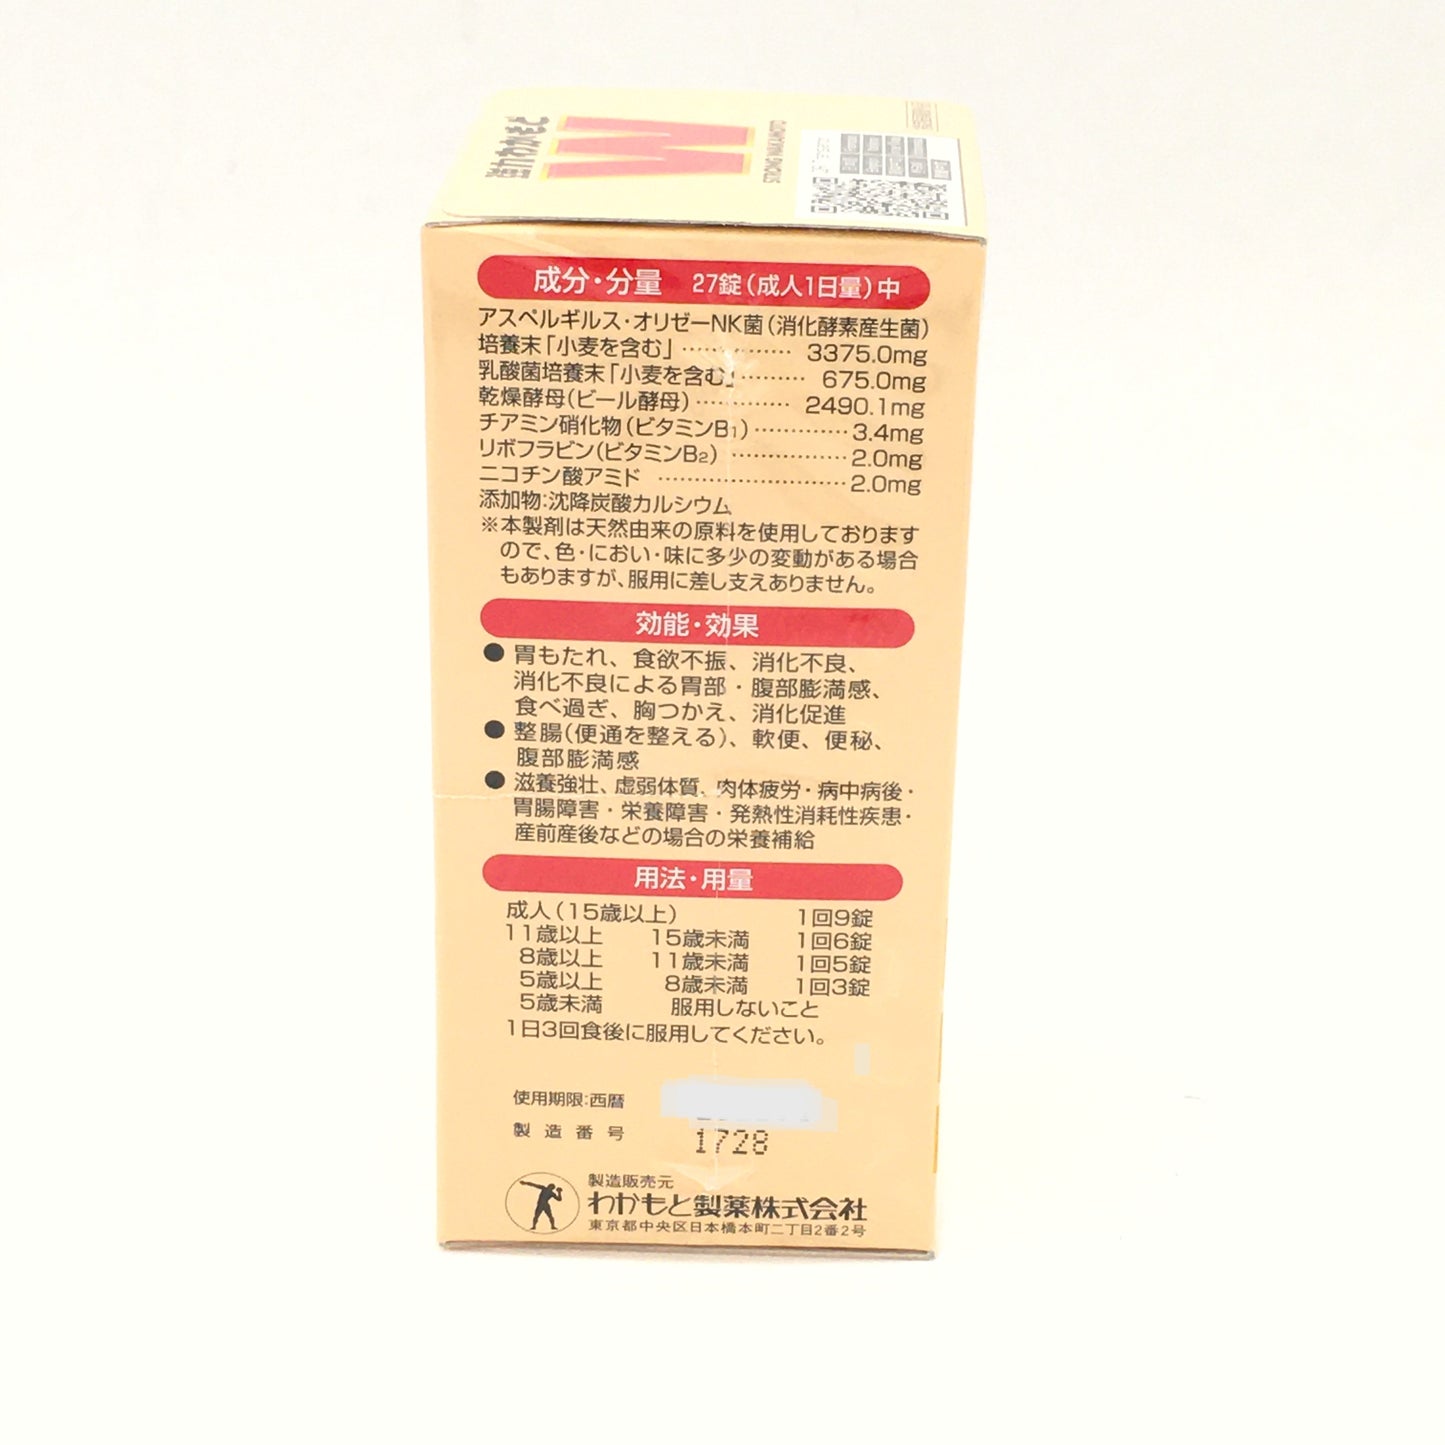 強力わかもと
W
STRONG WAKAMOTO
成分・分量 27錠(成人1日量)中
アスペルギルス・オリゼーNK菌(消化酵素産生菌)
培養末「小麦を含む」…………… 3375.0mg
乳酸菌培養末「小麦を含む」……… 675.0mg
乾燥酵母(ビール酵母)………… 2490.1mg
チアミン硝化物(ビタミンB₁)…………3.4mg
リボフラビン(ビタミンB₂)……………2.0mg
ニコチン酸アミド ……………………2.0mg
添加物:沈降炭酸カルシウム
※本製剤は天然由来の原料を使用しております
ので、色・におい・味に多少の変動がある場合
もありますが、服用に差し支えありません。
効能・効果
● 胃もたれ、食欲不振、消化不良、
消化不良による胃部・腹部膨満感、
食べ過ぎ、胸つかえ、消化促進
● 整腸(便通を整える)、軟便、便秘、
腹部膨満感
● 滋養強壮、虚弱体質、肉体疲労・病中病後・
胃腸障害・栄養障害・発熱性消耗性疾患・
産前産後などの場合の栄養補給
用法・用量
成人(15歳以上) 1回9錠
11歳以上 15歳未満 1回6錠
8歳以上 11歳未満 1回5錠
5歳以上 8歳未満 1回3錠
5歳未満 服用しないこと
1日3回食後に服用してください。
使用期限:西暦
製造番号 1728
製造販売元
わかもと製薬株式会社
東京都中央区日本橋本町二丁目2番2号